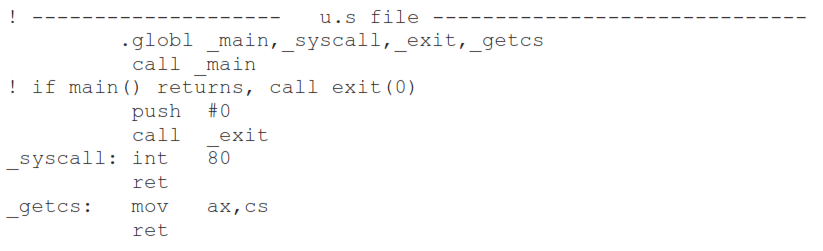 ! -------------------- u.s file ------------------------------
.globl _main,_syscall,_exit,_getcs
call _main
! if main() returns, call exit(0)
push #0
call _exit
_syscall: int 80
ret
_getcs: mov ax,cs
ret